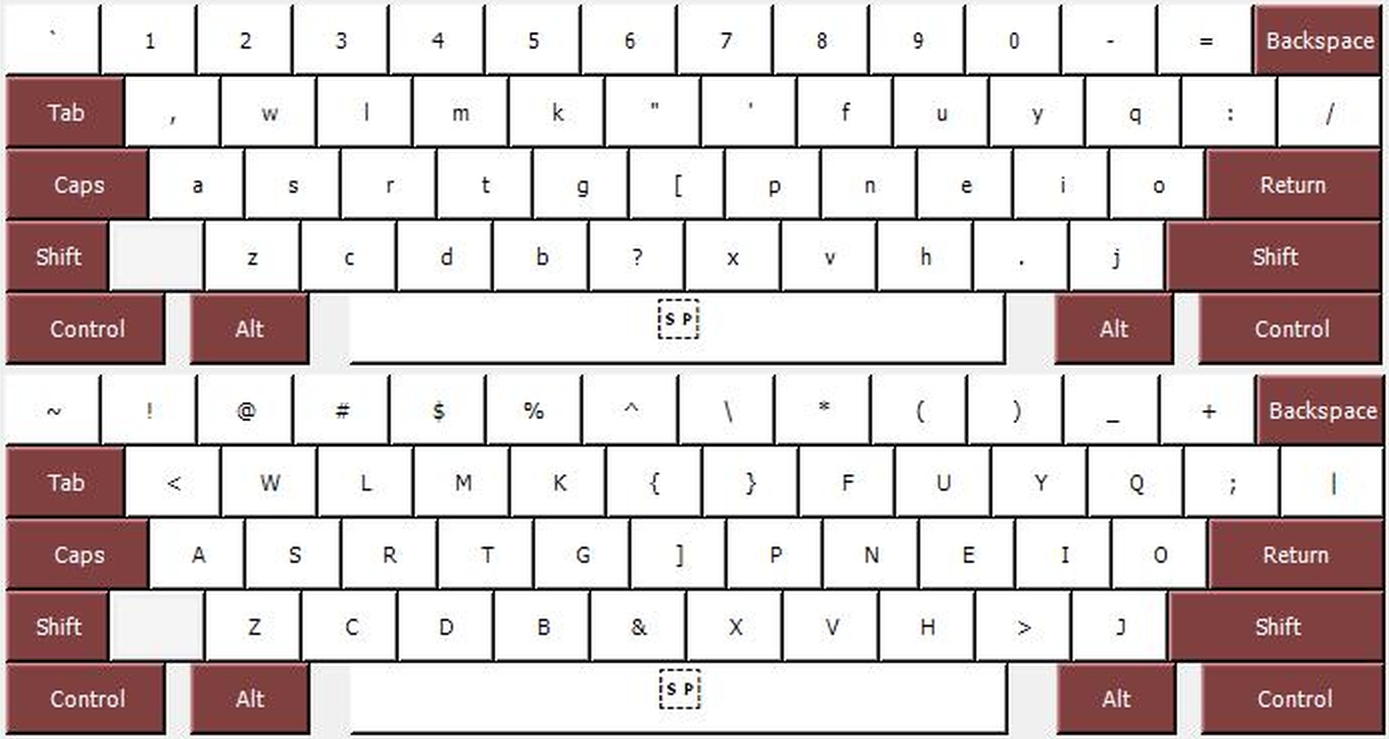 ` 1 2 3 4 5 6 7 8 9 0 - = Backspace
Tab , w l m k " ' f u y q : /
Caps a s r t g [ p n e i o Return
Shift z c d b ? x v h . j Shift
Control Alt SP Alt Control
~ ! @ # $ % ^ \ * ( ) _ + Backspace
Tab < W L M K { } F U Y Q ; |
Caps A S R T G ] P N E I O Return
Shift Z C D B & X V H > J Shift
Control Alt SP Alt Control